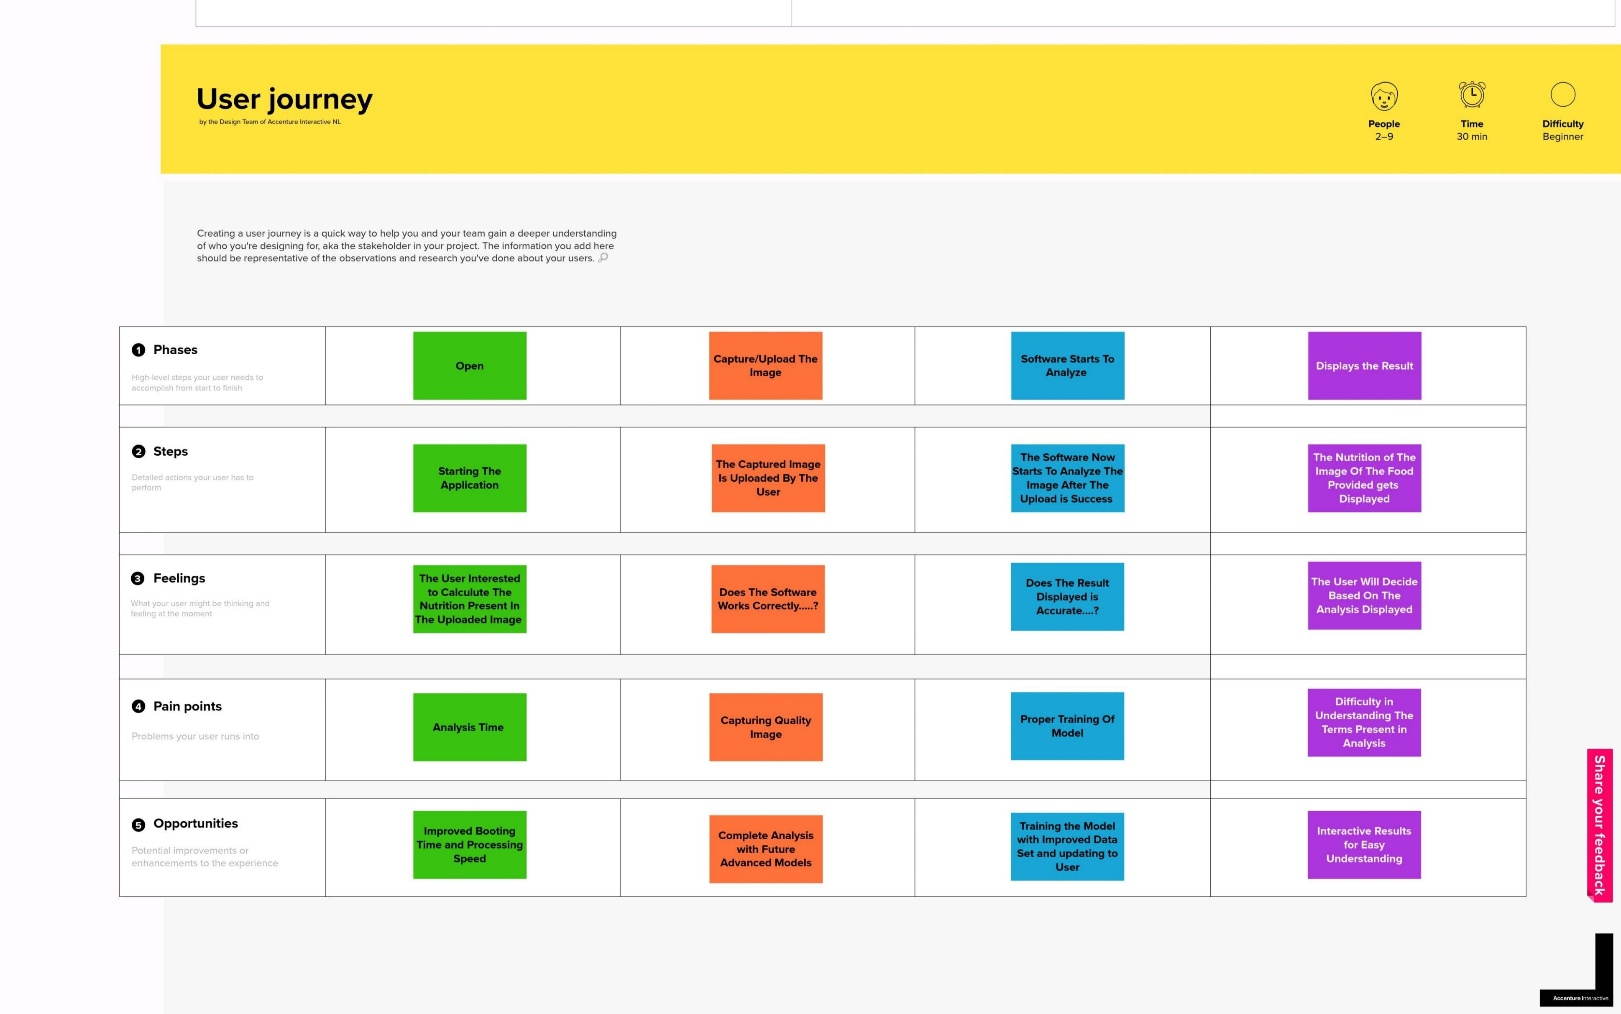 User journey
by the Design Team of Accenture Interactive NL
People
2–9
Time
30 min
Difficulty
Beginner
Creating a user journey is a quick way to help you and your team gain a deeper understanding
of who you're designing for, aka the stakeholder in your project. The information you add here
should be representative of the observations and research you've done about your users.
1 Phases
High-level steps your user needs to
accomplish from start to finish
Open
Capture/Upload The
Image
Software Starts To
Analyze
Displays the Result
2 Steps
Detailed actions your user has to
perform
Starting The
Application
The Captured Image
Is Uploaded By The
User
The Software Now
Starts To Analyze The
Image After The
Upload is Success
The Nutrition of The
Image Of The Food
Provided gets
Displayed
3 Feelings
What your user might be thinking and
feeling at the moment
The User Interested
to Calculute The
Nutrition Present In
The Uploaded Image
Does The Software
Works Correctly.....?
Does The Result
Displayed is
Accurate....?
The User Will Decide
Based On The
Analysis Displayed
4 Pain points
Problems your user runs into
Analysis Time
Capturing Quality
Image
Proper Training Of
Model
Difficulty in
Understanding The
Terms Present in
Analysis
5 Opportunities
Potential improvements or
enhancements to the experience
Improved Booting
Time and Processing
Speed
Complete Analysis
with Future
Advanced Models
Training the Model
with Improved Data
Set and updating to
User
Interactive Results
for Easy
Understanding
Share your feedback
Accenture Interactive